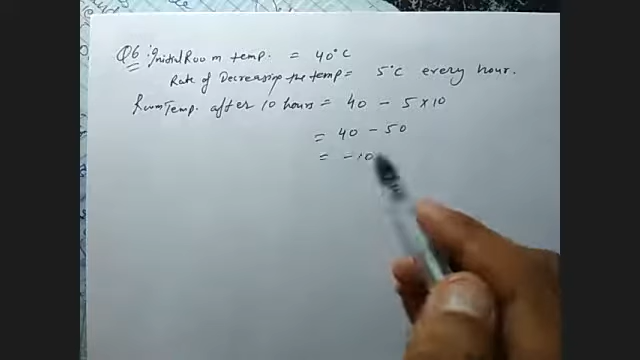 Q6 : Initial Room temp. = 40°C
Rate of Decreasing the temp = 5°C every hour.
Room Temp. after 10 hours = 40 - 5 × 10
= 40 - 50
= -10